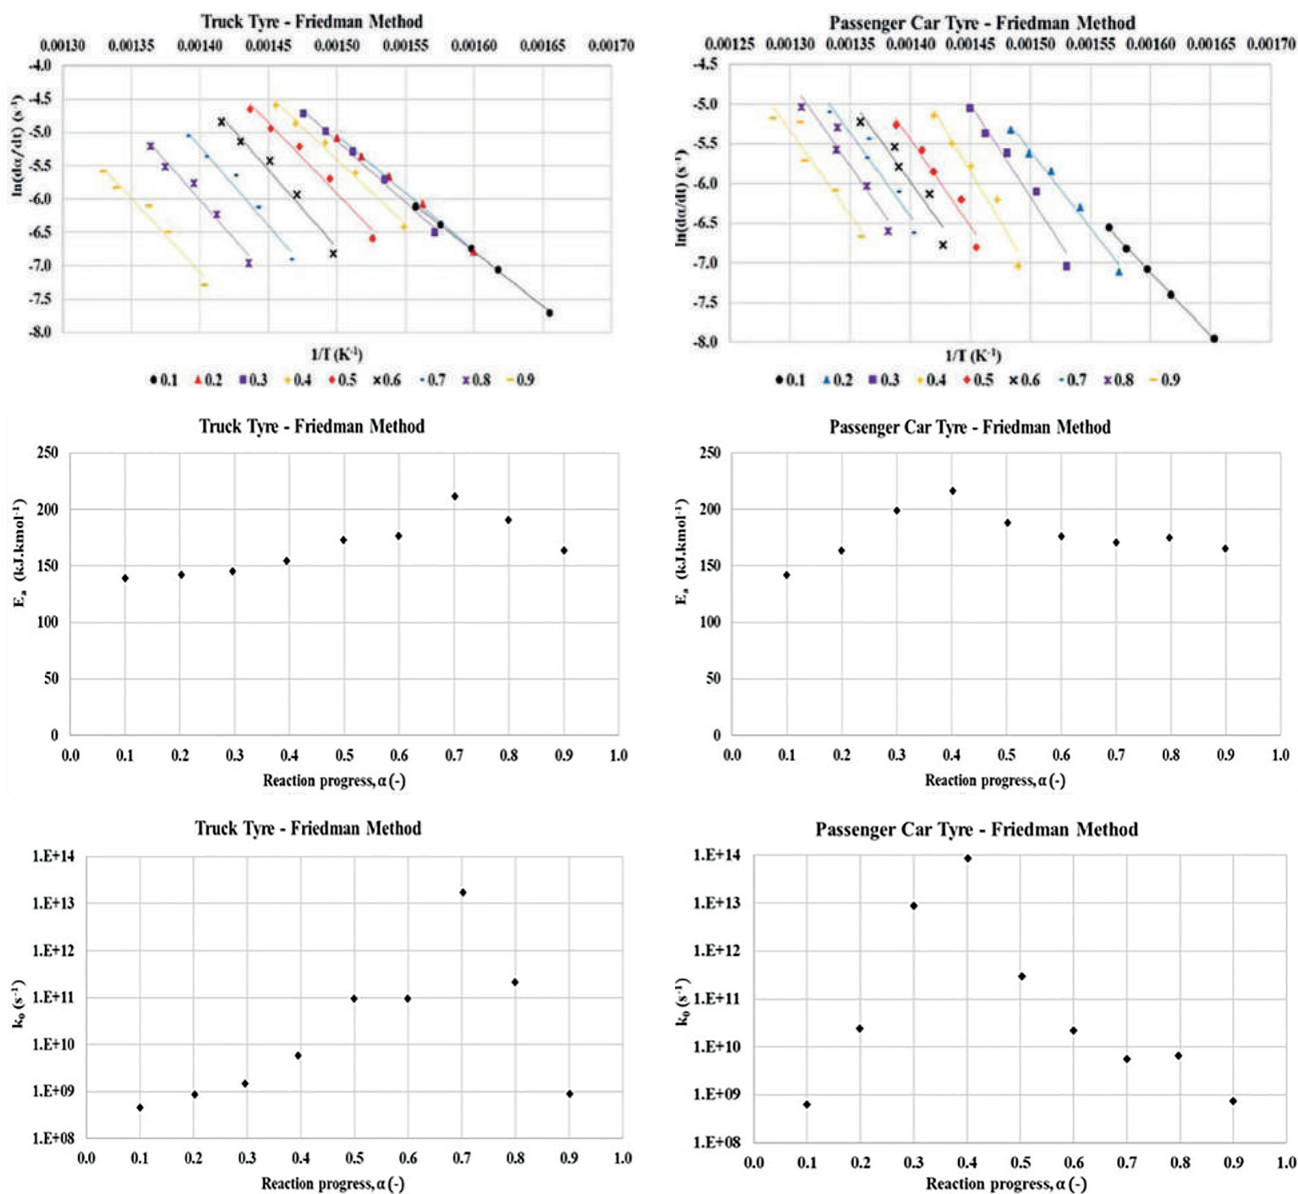 Truck Tyre - Friedman Method
0.00130 0.00135 0.00140 0.00145 0.00150 0.00155 0.00160 0.00165 0.00170
-4.0
-4.5
-5.0
-5.5
-6.0
-6.5
-7.0
-7.5
-8.0
ln(dα/dt) (s⁻¹)
1/T (K⁻¹)
0.1 0.2 0.3 0.4 0.5 0.6 0.7 0.8 0.9
Passenger Car Tyre - Friedman Method
0.00125 0.00130 0.00135 0.00140 0.00145 0.00150 0.00155 0.00160 0.00165 0.00170
-4.5
-5.0
-5.5
-6.0
-6.5
-7.0
-7.5
-8.0
ln(dα/dt) (s⁻¹)
1/T (K⁻¹)
0.1 0.2 0.3 0.4 0.5 0.6 0.7 0.8 0.9
Truck Tyre - Friedman Method
250
200
150
100
50
0
Eₐ (kJ.kmol⁻¹)
0.0 0.1 0.2 0.3 0.4 0.5 0.6 0.7 0.8 0.9 1.0
Reaction progress, α (-)
Passenger Car Tyre - Friedman Method
250
200
150
100
50
0
Eₐ (kJ.kmol⁻¹)
0.0 0.1 0.2 0.3 0.4 0.5 0.6 0.7 0.8 0.9 1.0
Reaction progress, α (-)
Truck Tyre - Friedman Method
1.E+14
1.E+13
1.E+12
1.E+11
1.E+10
1.E+09
1.E+08
k₀ (s⁻¹)
0.0 0.1 0.2 0.3 0.4 0.5 0.6 0.7 0.8 0.9 1.0
Reaction progress, α (-)
Passenger Car Tyre - Friedman Method
1.E+14
1.E+13
1.E+12
1.E+11
1.E+10
1.E+09
1.E+08
k₀ (s⁻¹)
0.0 0.1 0.2 0.3 0.4 0.5 0.6 0.7 0.8 0.9 1.0
Reaction progress, α (-)